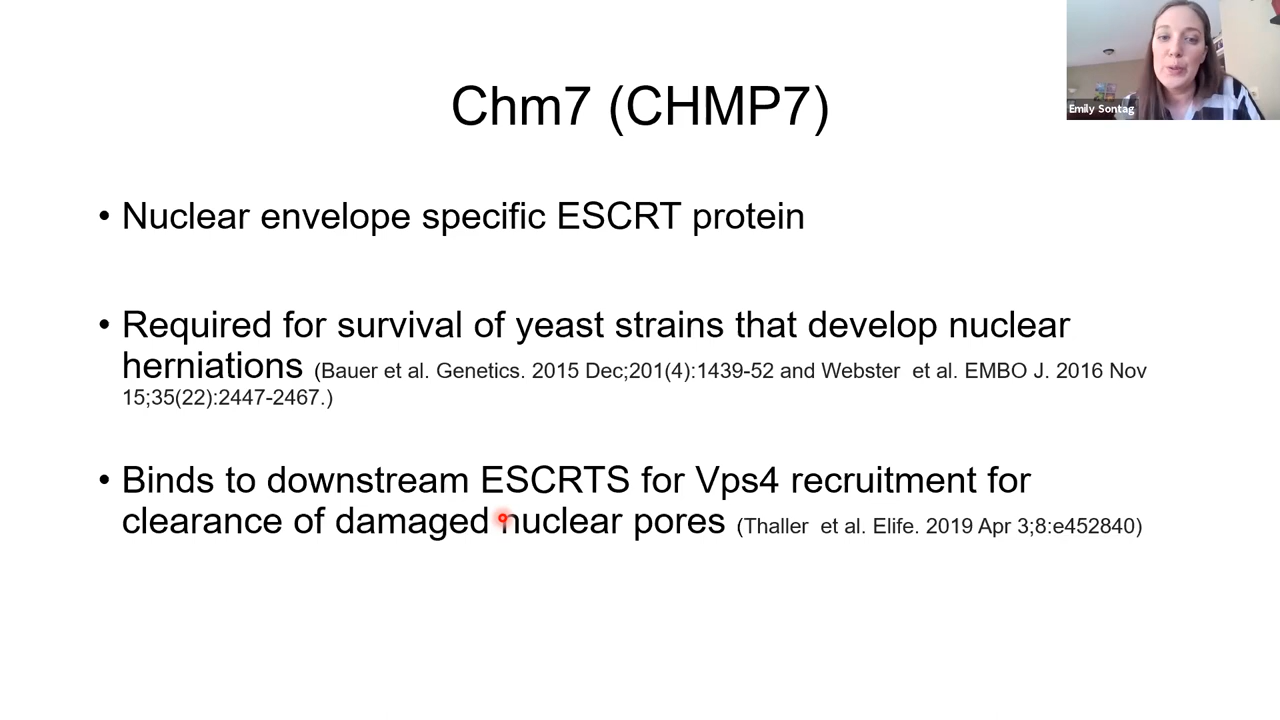 Chm7 (CHMP7)
Emily Sontag
• Nuclear envelope specific ESCRT protein
• Required for survival of yeast strains that develop nuclear
herniations (Bauer et al. Genetics. 2015 Dec;201(4):1439-52 and Webster et al. EMBO J. 2016 Nov
15;35(22):2447-2467.)
• Binds to downstream ESCRTS for Vps4 recruitment for
clearance of damaged nuclear pores (Thaller et al. Elife. 2019 Apr 3;8:e452840)